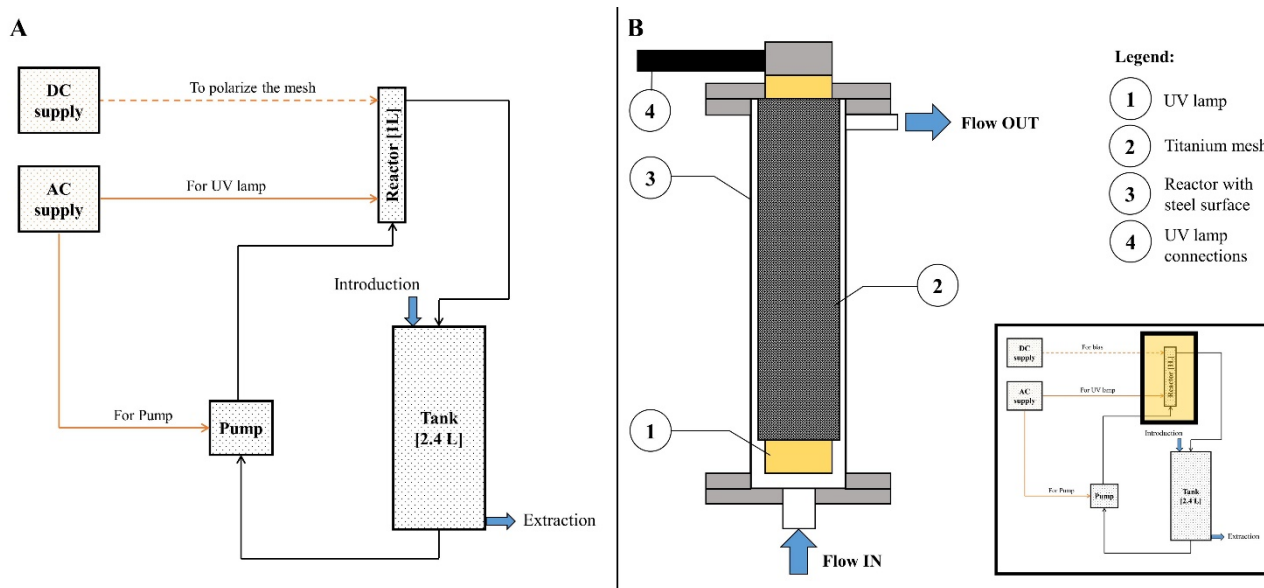 A
DC
supply
To polarize the mesh
Reactor [1L]
AC
supply
For UV lamp
Introduction
For Pump
Pump
Tank
[2.4 L]
Extraction
B
4
Flow OUT
3
2
1
Flow IN
Legend:
1 UV lamp
2 Titanium mesh
3 Reactor with
steel surface
4 UV lamp
connections
DC
supply
For bias
Reactor [1L]
AC
supply
For UV lamp
Introduction
For Pump
Pump
Tank
[2.4 L]
Extraction